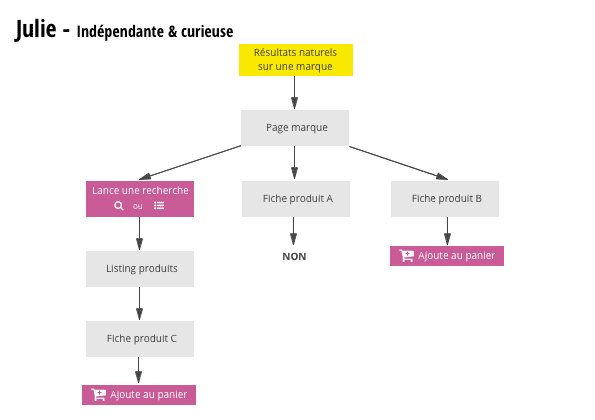 Julie - Indépendante & curieuse
Résultats naturels
sur une marque
Page marque
Lance une recherche
ou
Fiche produit A
Fiche produit B
NON
Ajoute au panier
Listing produits
Fiche produit C
Ajoute au panier